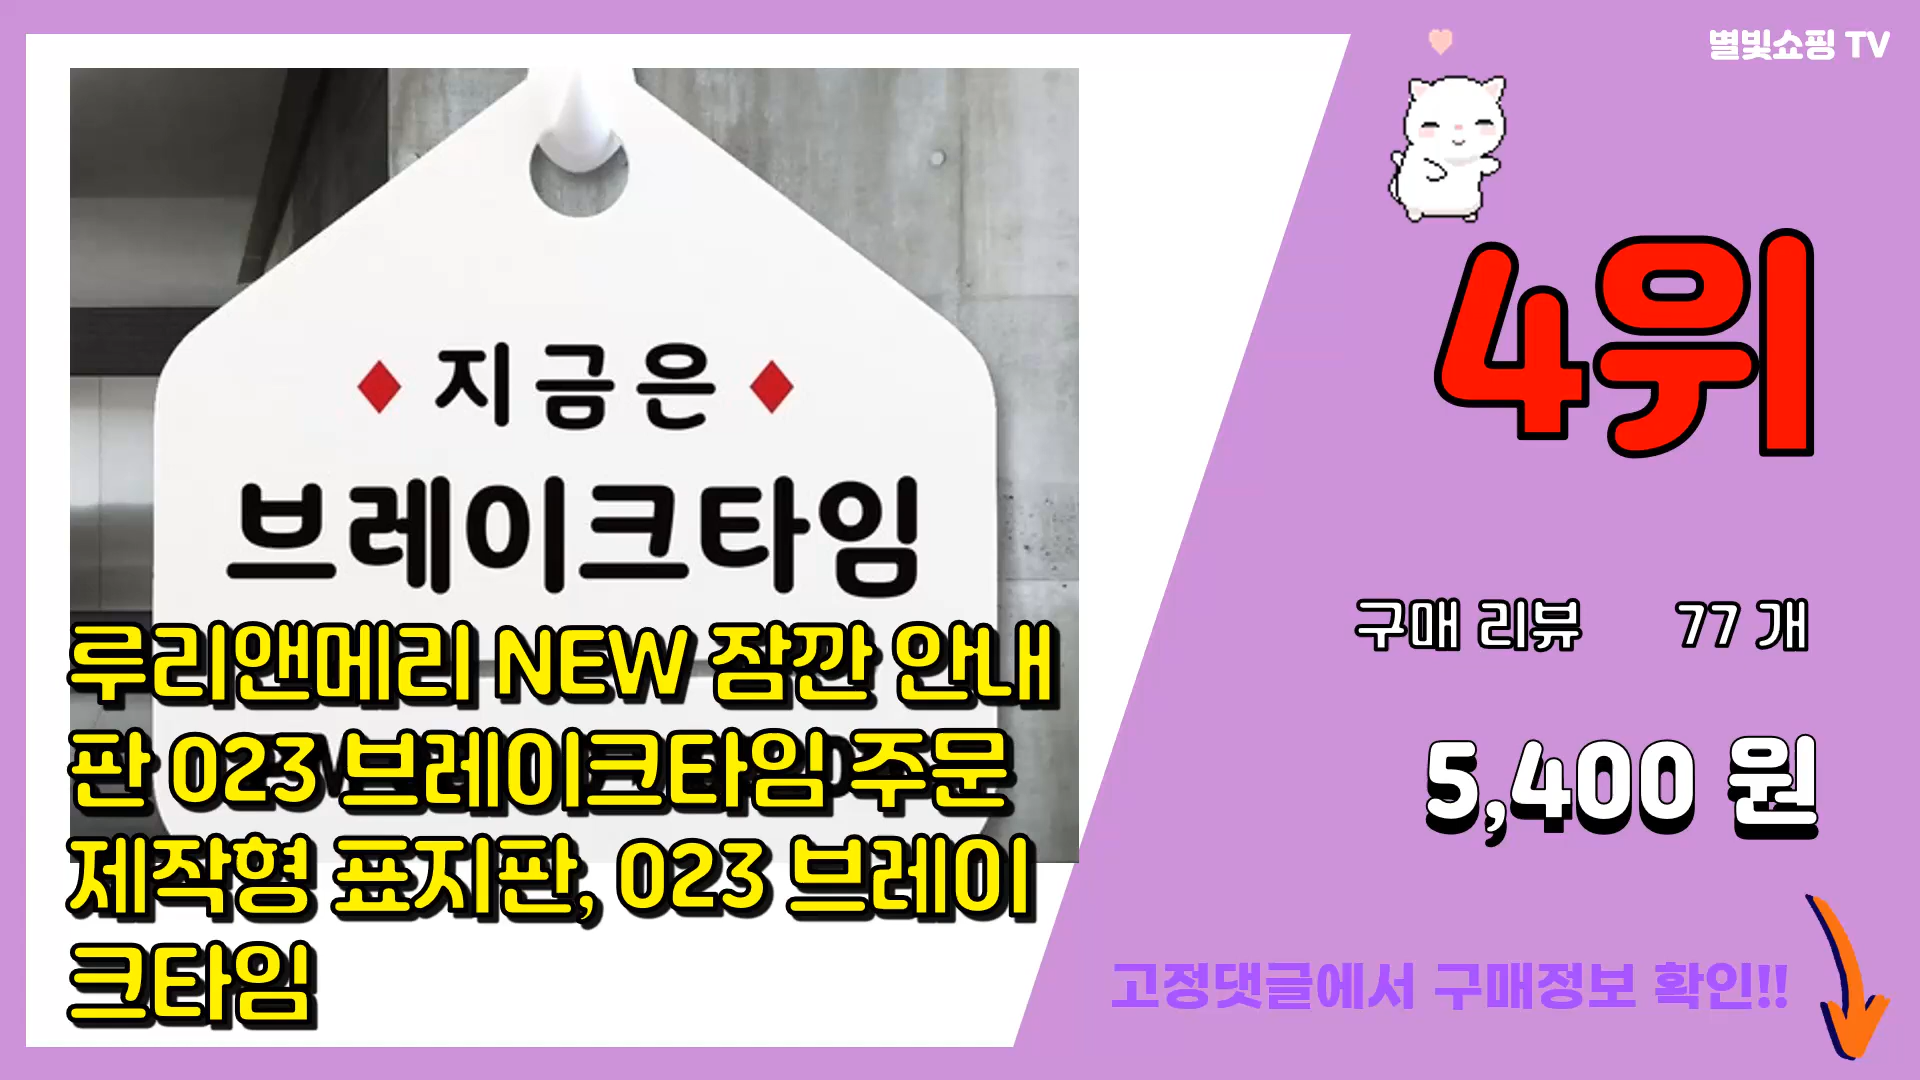 별빛쇼핑 TV
4위
지금은
브레이크타임
루리앤메리 NEW 잠깐 안내
판 023 브레이크타임 주문
제작형 표지판, 023 브레이
크타임
구매 리뷰 77 개
5,400 원
고정댓글에서 구매정보 확인!!